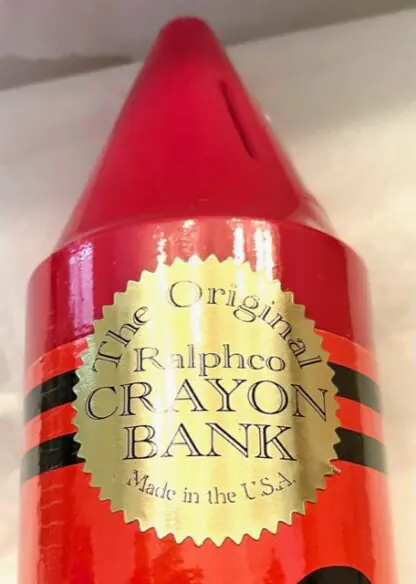 The Original
Ralphco
CRAYON
BANK
Made in the U.S.A.